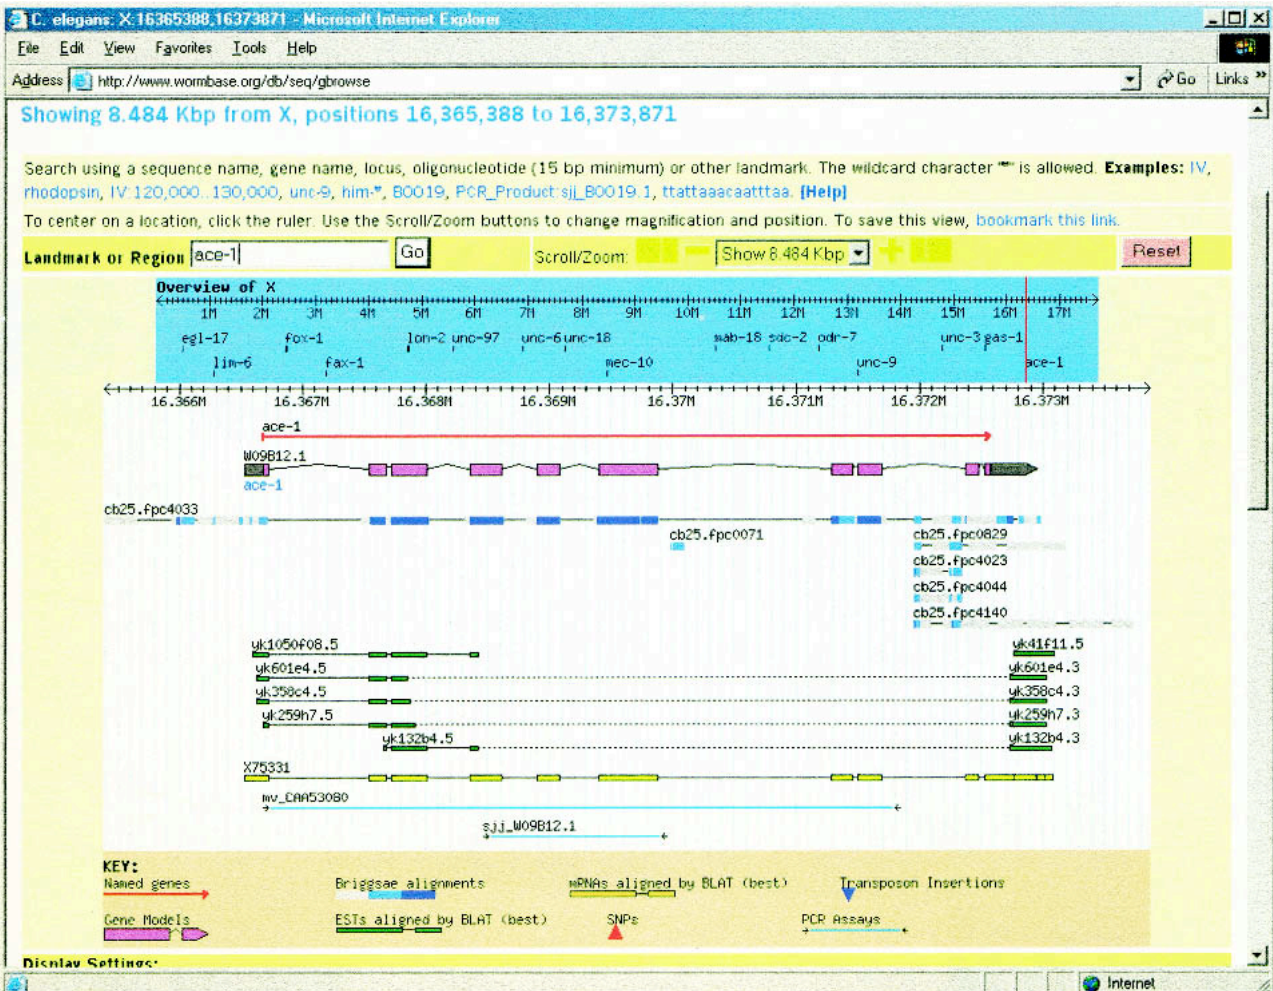 C. elegans: X:16365388,16373871 - Microsoft Internet Explorer
File Edit View Favorites Tools Help
Address http://www.wormbase.org/db/seq/gbrowse Go Links »
Showing 8.484 Kbp from X, positions 16,365,388 to 16,373,871
Search using a sequence name, gene name, locus, oligonucleotide (15 bp minimum) or other landmark. The wildcard character "*" is allowed. Examples: IV,
rhodopsin, IV:120,000..130,000, unc-9, him-*, B0019, PCR_Product:sjj_B0019.1, ttattaaacaatttaa. [Help]
To center on a location, click the ruler. Use the Scroll/Zoom buttons to change magnification and position. To save this view, bookmark this link.
Landmark or Region ace-1 Go Scroll/Zoom: Show 8.484 Kbp Reset
Overview of X
1M 2M 3M 4M 5M 6M 7M 8M 9M 10M 11M 12M 13M 14M 15M 16M 17M
egl-17 fox-1 lon-2 unc-97 unc-6 unc-18 mab-18 sdc-2 odr-7 unc-3 gas-1
lim-6 fax-1 mec-10 unc-9 ace-1
16.366M 16.367M 16.368M 16.369M 16.37M 16.371M 16.372M 16.373M
ace-1
W09B12.1
ace-1
cb25.fpc4033
cb25.fpc0071 cb25.fpc0829
cb25.fpc4023
cb25.fpc4044
cb25.fpc4140
yk1050f08.5 yk41f11.5
yk601e4.5 yk601e4.3
yk358c4.5 yk358c4.3
yk259h7.5 yk259h7.3
yk132b4.5 yk132b4.3
X75331
mv_CAA53080
sjj_W09B12.1
KEY:
Named genes Briggsae alignments mRNAs aligned by BLAT (best) Transposon Insertions
Gene Models ESTs aligned by BLAT (best) SNPs PCR Assays
Display Settings:
Internet